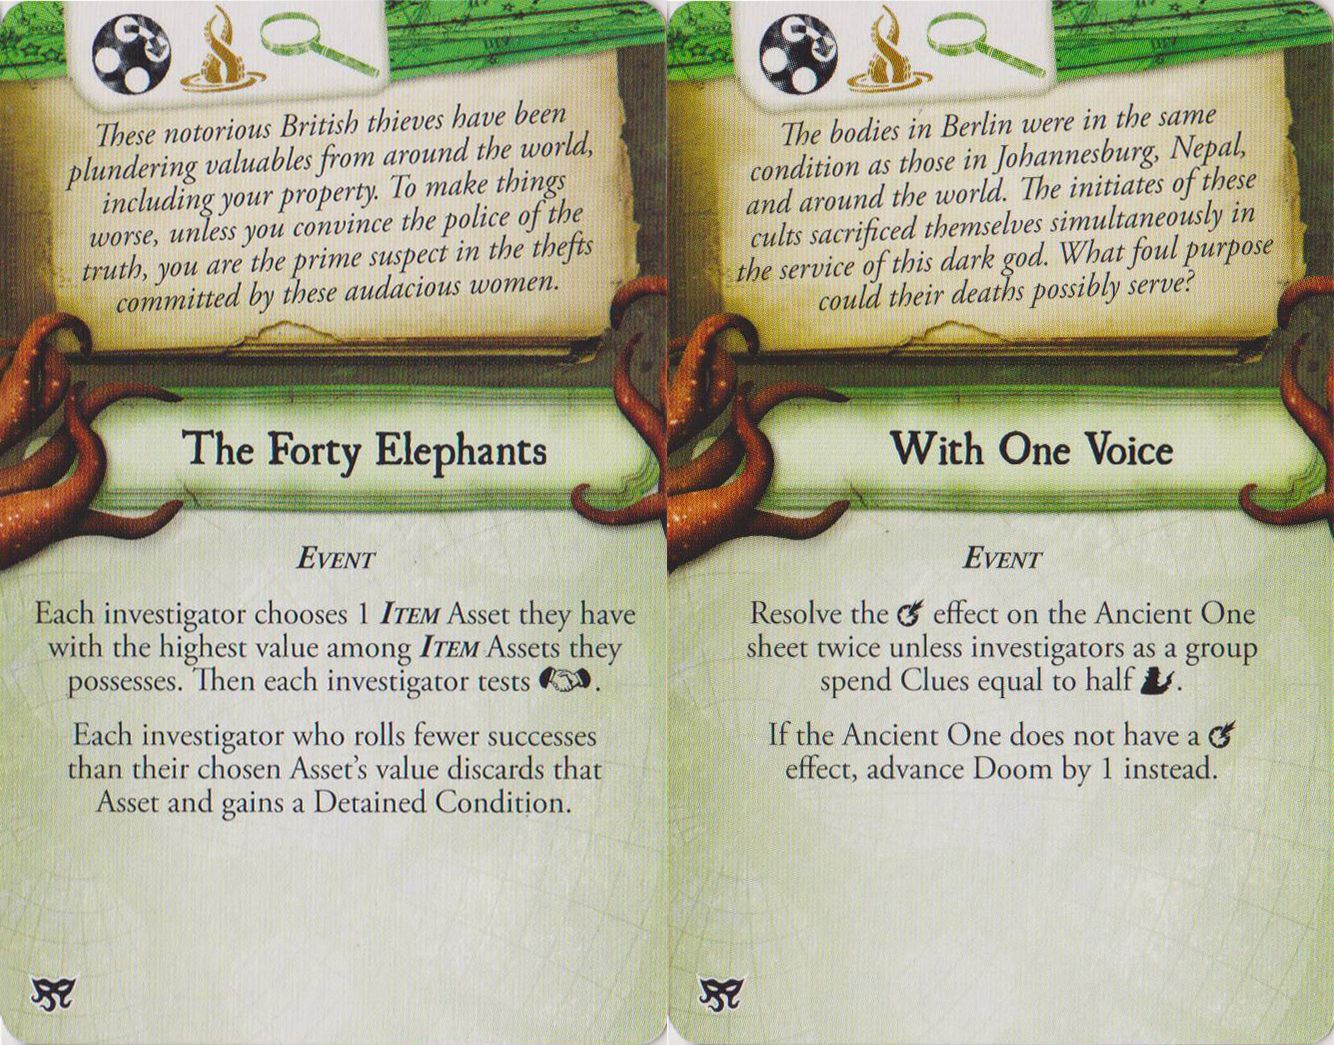 These notorious British thieves have been
plundering valuables from around the world,
including your property. To make things
worse, unless you convince the police of the
truth, you are the prime suspect in the thefts
committed by these audacious women.
The Forty Elephants
EVENT
Each investigator chooses 1 ITEM Asset they have
with the highest value among ITEM Assets they
possesses. Then each investigator tests .
Each investigator who rolls fewer successes
than their chosen Asset's value discards that
Asset and gains a Detained Condition.
The bodies in Berlin were in the same
condition as those in Johannesburg, Nepal,
and around the world. The initiates of these
cults sacrificed themselves simultaneously in
the service of this dark god. What foul purpose
could their deaths possibly serve?
With One Voice
EVENT
Resolve the effect on the Ancient One
sheet twice unless investigators as a group
spend Clues equal to half .
If the Ancient One does not have a
effect, advance Doom by 1 instead.